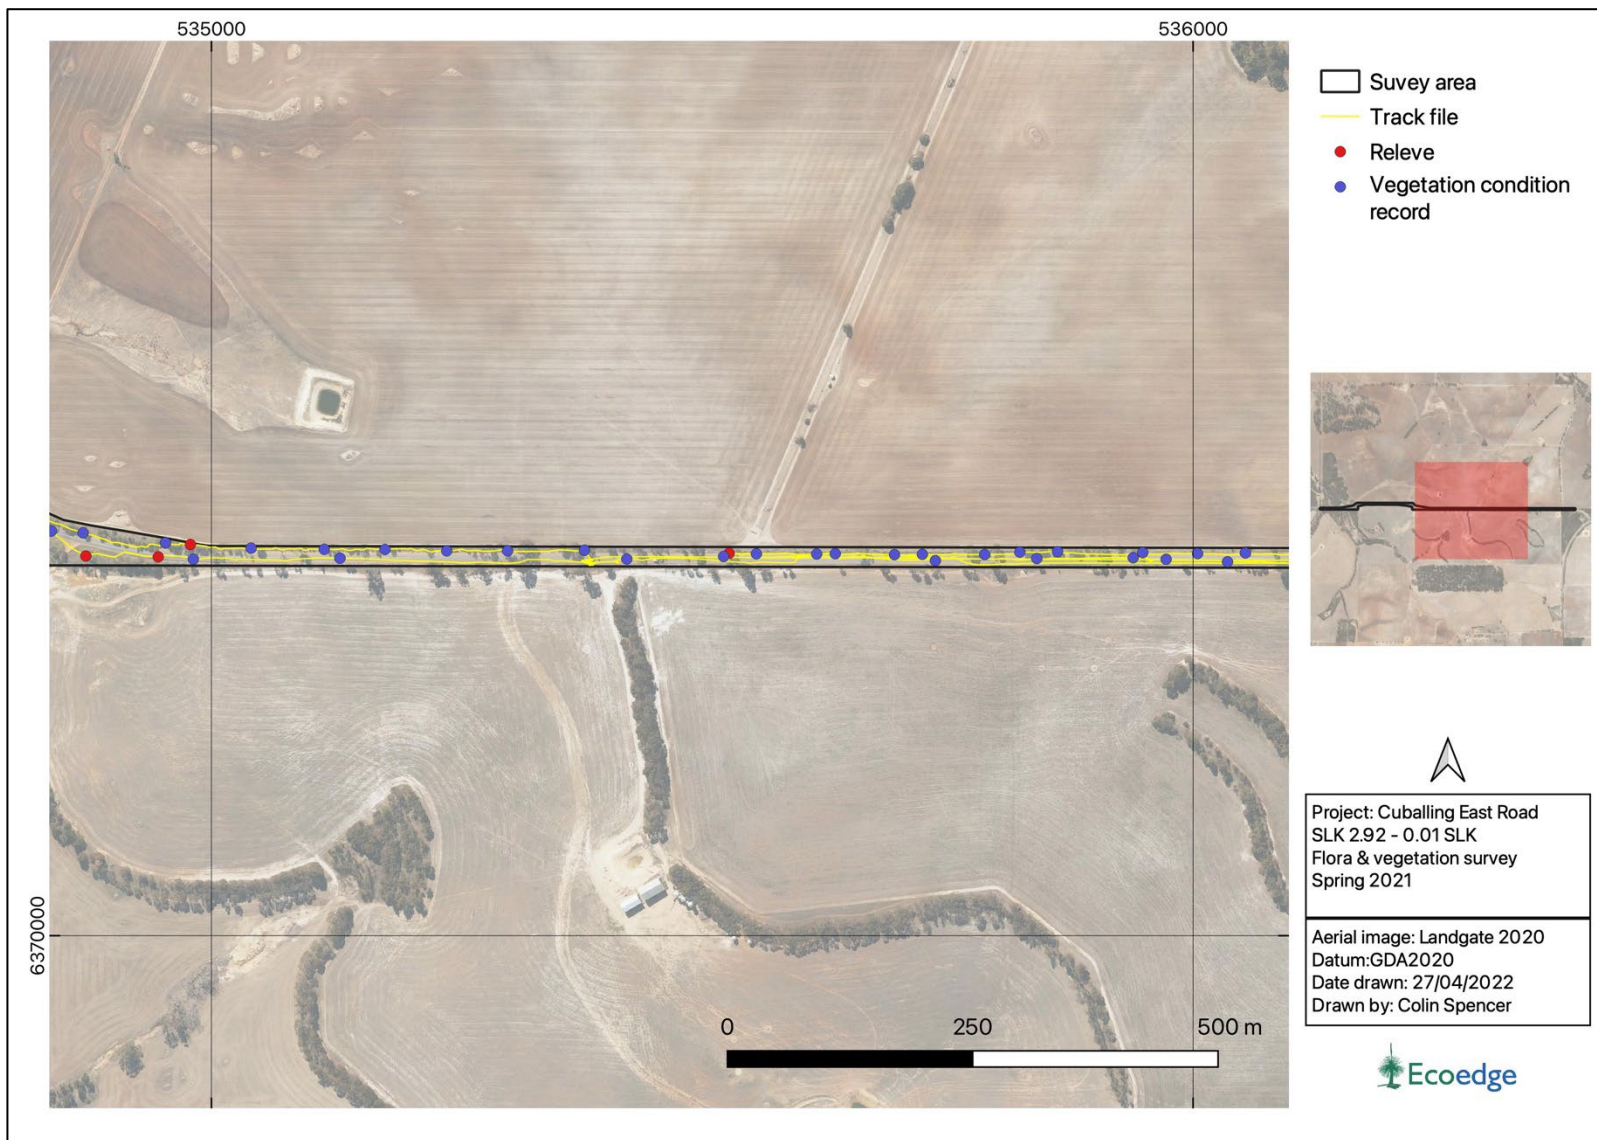 535000
536000
Suvey area
Track file
Releve
Vegetation condition
record
6370000
0
250
500 m
Project: Cuballing East Road
SLK 2.92 - 0.01 SLK
Flora & vegetation survey
Spring 2021
Aerial image: Landgate 2020
Datum:GDA2020
Date drawn: 27/04/2022
Drawn by: Colin Spencer
Ecoedge